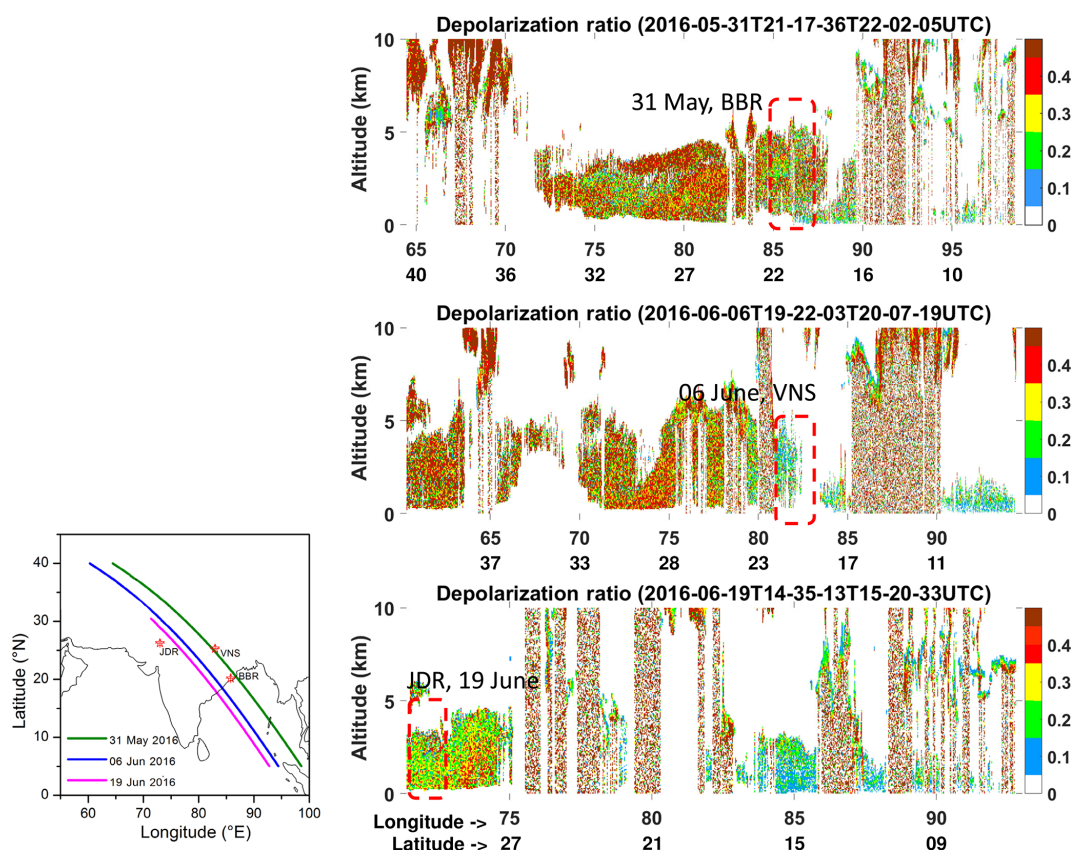 Depolarization ratio (2016-05-31T21-17-36T22-02-05UTC)
Altitude (km)
10
5
0
31 May, BBR
0.4
0.3
0.2
0.1
0
65 70 75 80 85 90 95
40 36 32 27 22 16 10
Depolarization ratio (2016-06-06T19-22-03T20-07-19UTC)
Altitude (km)
10
5
0
06 June, VNS
0.4
0.3
0.2
0.1
0
65 70 75 80 85 90
37 33 28 23 17 11
Depolarization ratio (2016-06-19T14-35-13T15-20-33UTC)
Altitude (km)
10
5
0
JDR, 19 June
0.4
0.3
0.2
0.1
0
Longitude -> 75 80 85 90
Latitude -> 27 21 15 09
Latitude (°N)
40
30
20
10
0
JDR
VNS
BBR
31 May 2016
06 Jun 2016
19 Jun 2016
60 70 80 90 100
Longitude (°E)